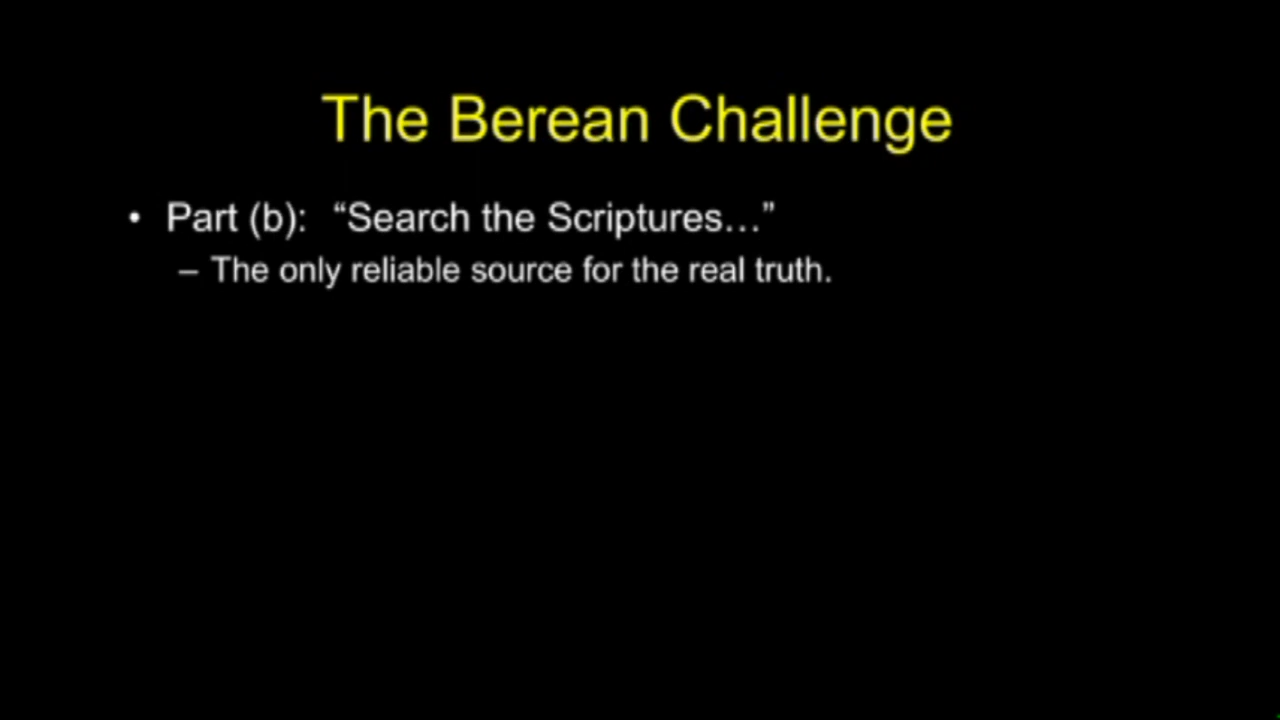 The Berean Challenge
• Part (b): “Search the Scriptures…”
– The only reliable source for the real truth.